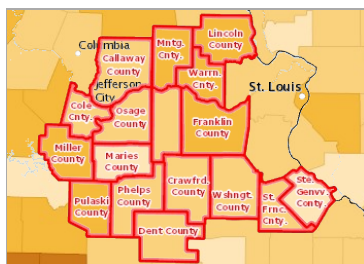 Lincoln
County
Columbia
Mntg.
Cnty.
Callaway
County
Warrn.
Cnty.
Jefferson
City
St. Louis
Cole
Cnty.
Osage
County
Franklin
County
Miller
County
Maries
County
Ste.
Genvv.
Cnty.
Crawfrd.
County
Wshngt.
County
Phelps
County
Pulaski
County
St.
Frnc.
Cnty.
Dent County